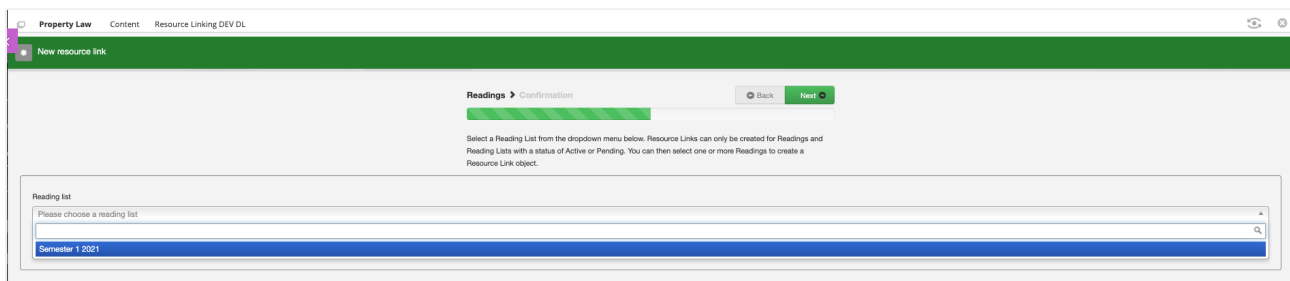 Property Law Content Resource Linking DEV DL
New resource link
Readings Confirmation
Back Next
Select a Reading List from the dropdown menu below. Resource Links can only be created for Readings and
Reading Lists with a status of Active or Pending. You can then select one or more Readings to create a
Resource Link object.
Reading list
Please choose a reading list
Semester 1 2021